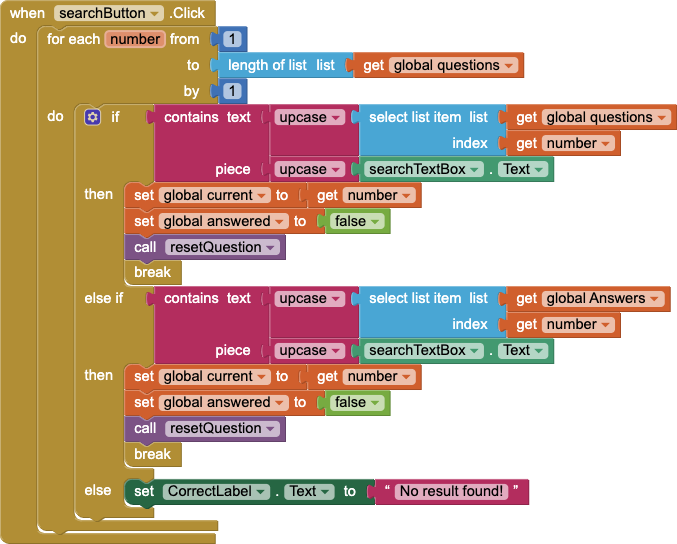 when searchButton .Click
do for each number from 1
to length of list list get global questions
by 1
do if contains text upcase select list item list get global questions
index get number
piece upcase searchTextBox . Text
then set global current to get number
set global answered to false
call resetQuestion
break
else if contains text upcase select list item list get global Answers
index get number
piece upcase searchTextBox . Text
then set global current to get number
set global answered to false
call resetQuestion
break
else set CorrectLabel . Text to “ No result found! ”